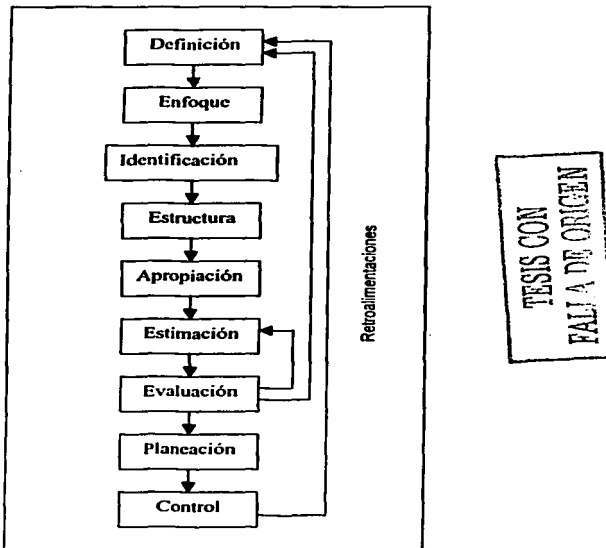 Definición
Enfoque
Identificación
Estructura
Apropiación
Estimación
Evaluación
Planeación
Control
Retroalimentaciones
TESIS CON
FALLA DE ORIGEN